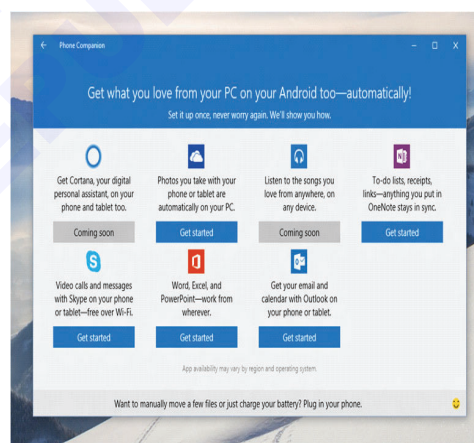 Phone Companion
Get what you love from your PC on your Android too—automatically!
Set it up once, never worry again. We'll show you how.
Get Cortana, your digital
personal assistant, on your
phone and tablet too.
Coming soon
Photos you take with your
phone or tablet are
automatically on your PC.
Get started
Listen to the songs you
love from anywhere, on
any device.
Coming soon
To-do lists, receipts,
links—anything you put in
OneNote stays in sync.
Get started
Video calls and messages
with Skype on your phone
or tablet—free over Wi-Fi.
Get started
Word, Excel, and
PowerPoint—work from
wherever.
Get started
Get your email and
calendar with Outlook on
your phone or tablet.
Get started
App availability may vary by region and operating system.
Want to manually move a few files or just charge your battery? Plug in your phone.